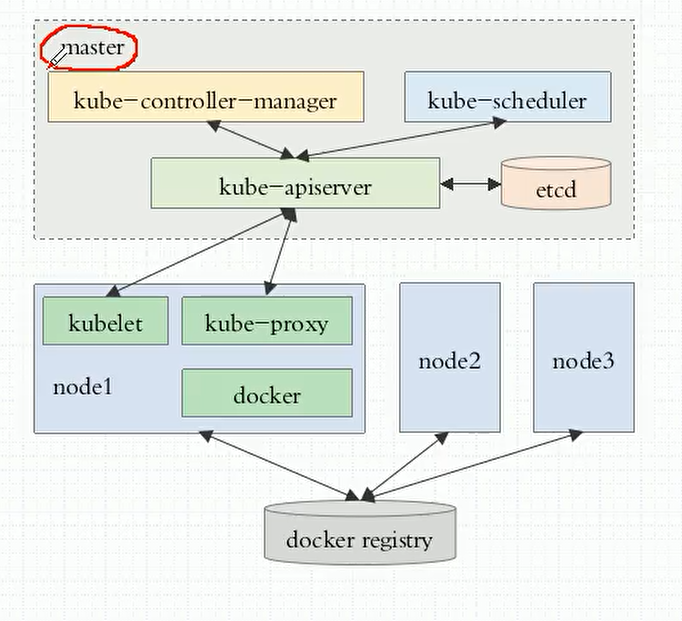 master
kube-controller-manager
kube-scheduler
kube-apiserver
etcd
kubelet
kube-proxy
node1
docker
node2
node3
docker registry